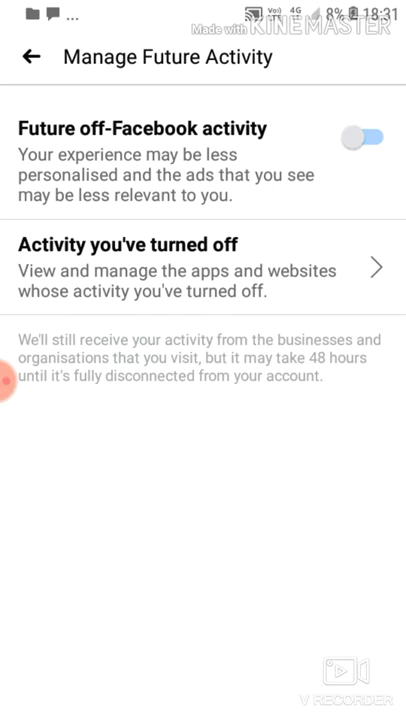 ... Vo)) 4G 8% 18:31
Made with KINEMASTER
Manage Future Activity
Future off-Facebook activity
Your experience may be less
personalised and the ads that you see
may be less relevant to you.
Activity you've turned off
View and manage the apps and websites
whose activity you've turned off.
We'll still receive your activity from the businesses and
organisations that you visit, but it may take 48 hours
until it's fully disconnected from your account.
V RECORDER